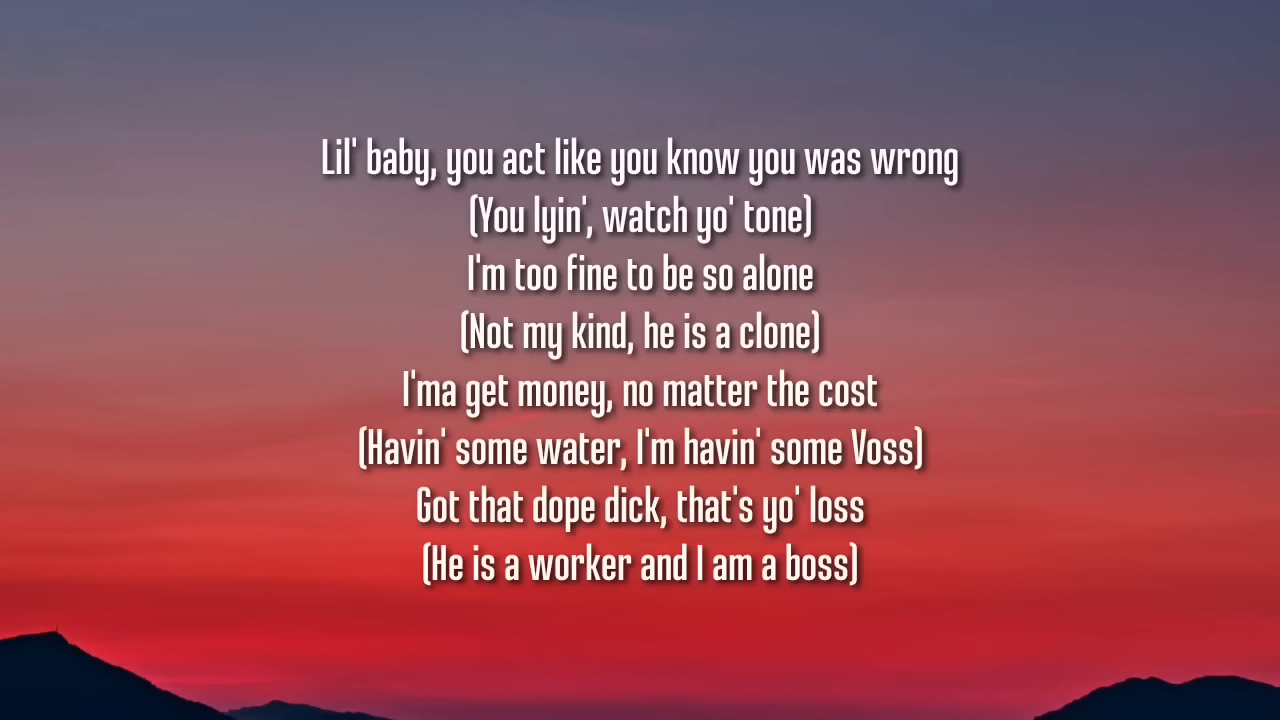 Lil' baby, you act like you know you was wrong
(You lyin', watch yo' tone)
I'm too fine to be so alone
(Not my kind, he is a clone)
I'ma get money, no matter the cost
(Havin' some water, I'm havin' some Voss)
Got that dope dick, that's yo' loss
(He is a worker and I am a boss)